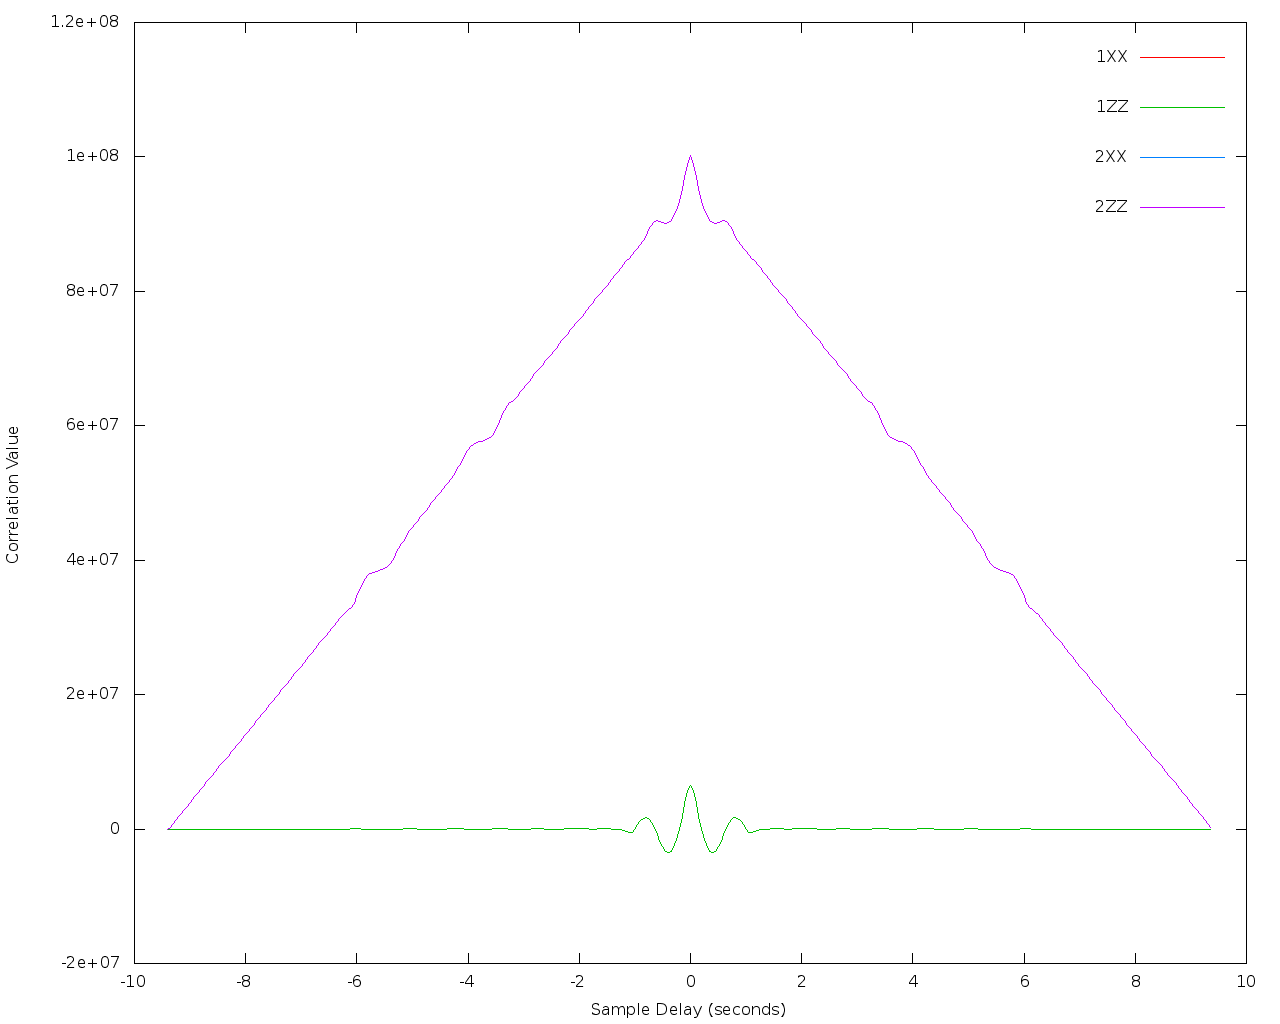 1.2e+08
1XX
1ZZ
1e+08
2XX
2ZZ
8e+07
6e+07
Correlation Value
4e+07
2e+07
0
-2e+07
-10 -8 -6 -4 -2 0 2 4 6 8 10
Sample Delay (seconds)